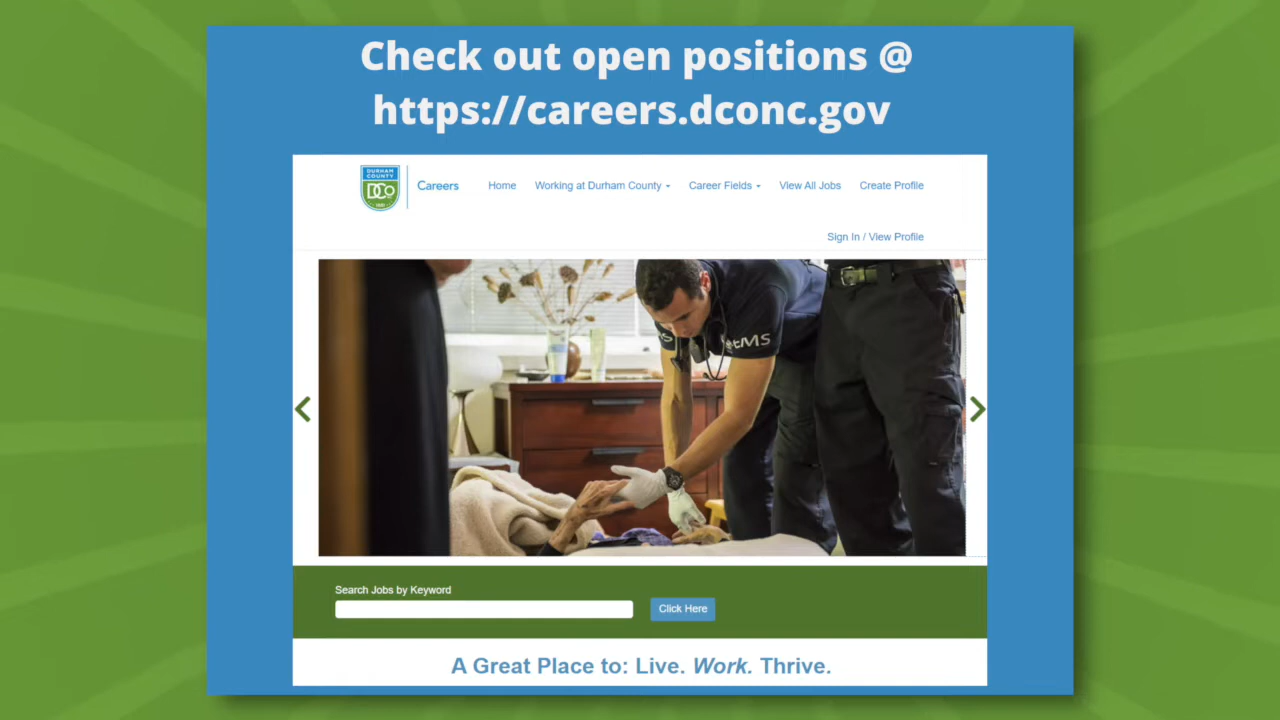 Check out open positions @
https://careers.dconc.gov
DURHAM
COUNTY
DCo
Careers
Home
Working at Durham County
Career Fields
View All Jobs
Create Profile
Sign In / View Profile
EMS
Search Jobs by Keyword
Click Here
A Great Place to: Live. Work. Thrive.